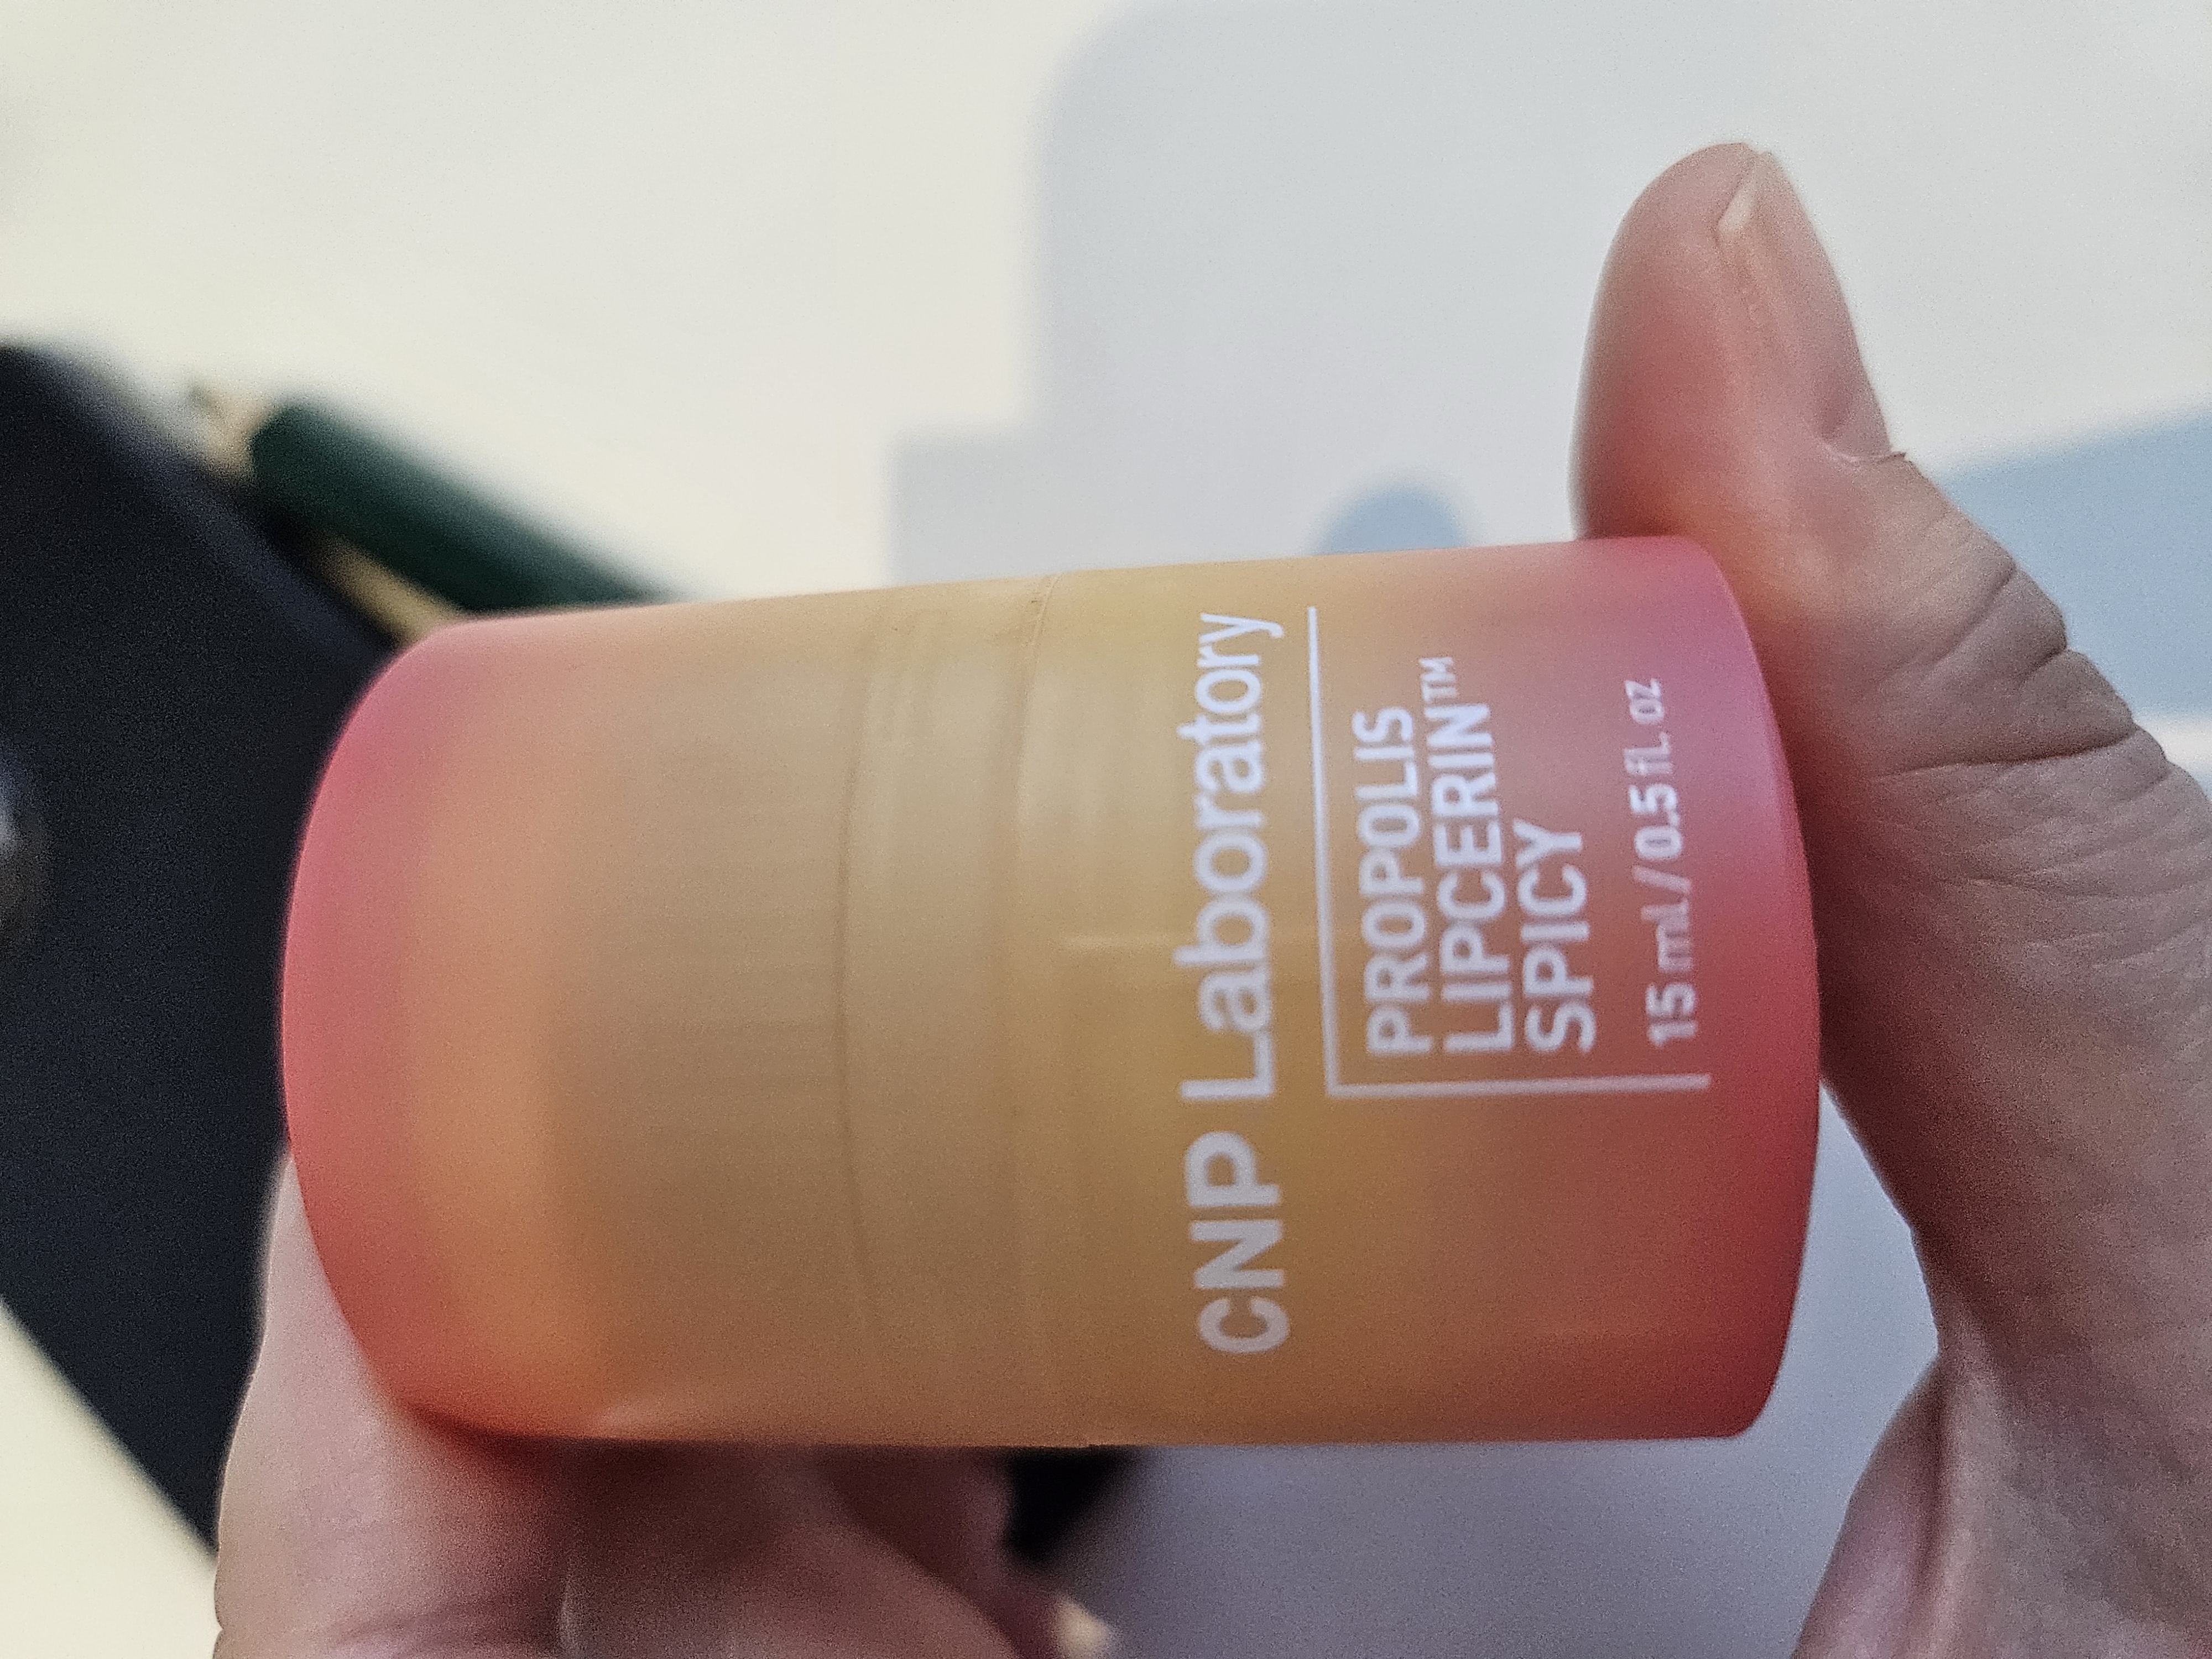 CNP Laboratory
PROPOLIS
LIPCERIN™
SPICY
15 ml / 0.5 fl. oz